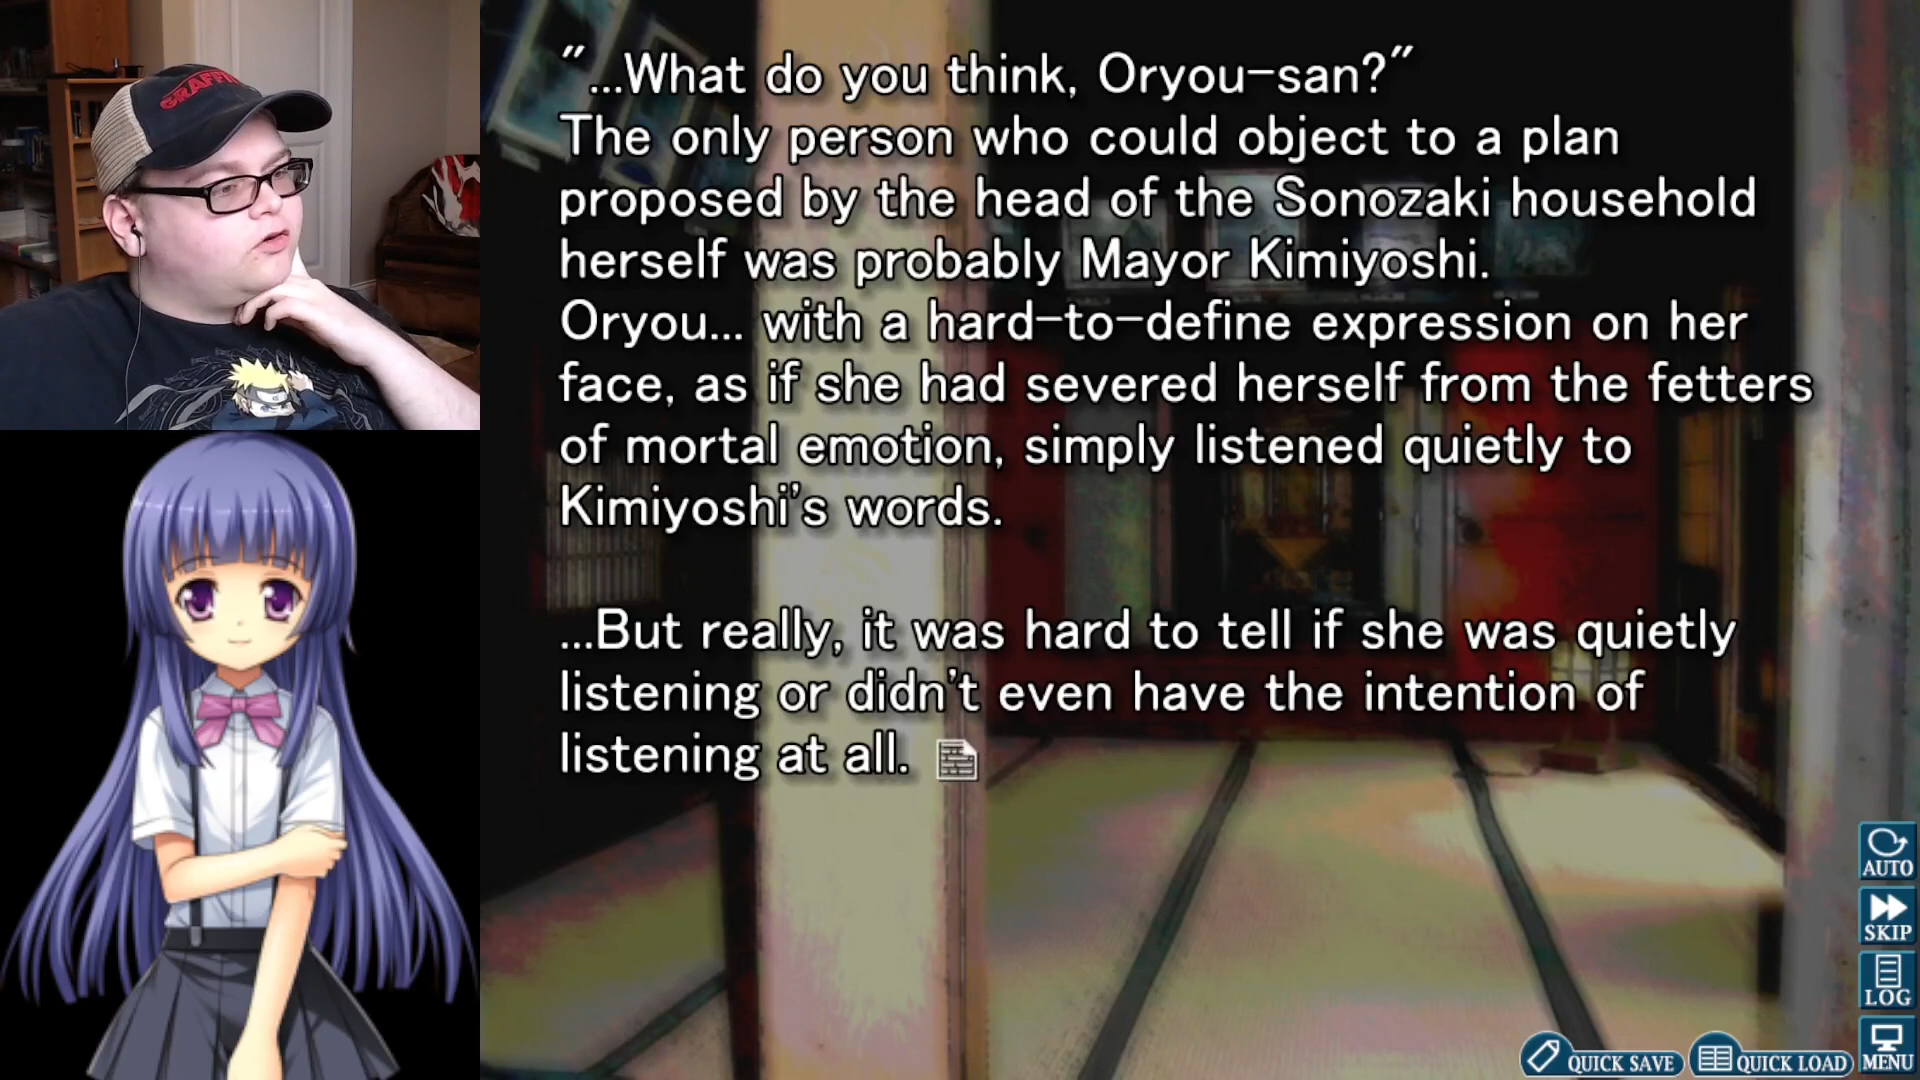 "...What do you think, Oryou-san?"
The only person who could object to a plan
proposed by the head of the Sonozaki household
herself was probably Mayor Kimiyoshi.
Oryou... with a hard-to-define expression on her
face, as if she had severed herself from the fetters
of mortal emotion, simply listened quietly to
Kimiyoshi's words.
...But really, it was hard to tell if she was quietly
listening or didn't even have the intention of
listening at all.
AUTO
SKIP
LOG
MENU
QUICK SAVE
QUICK LOAD